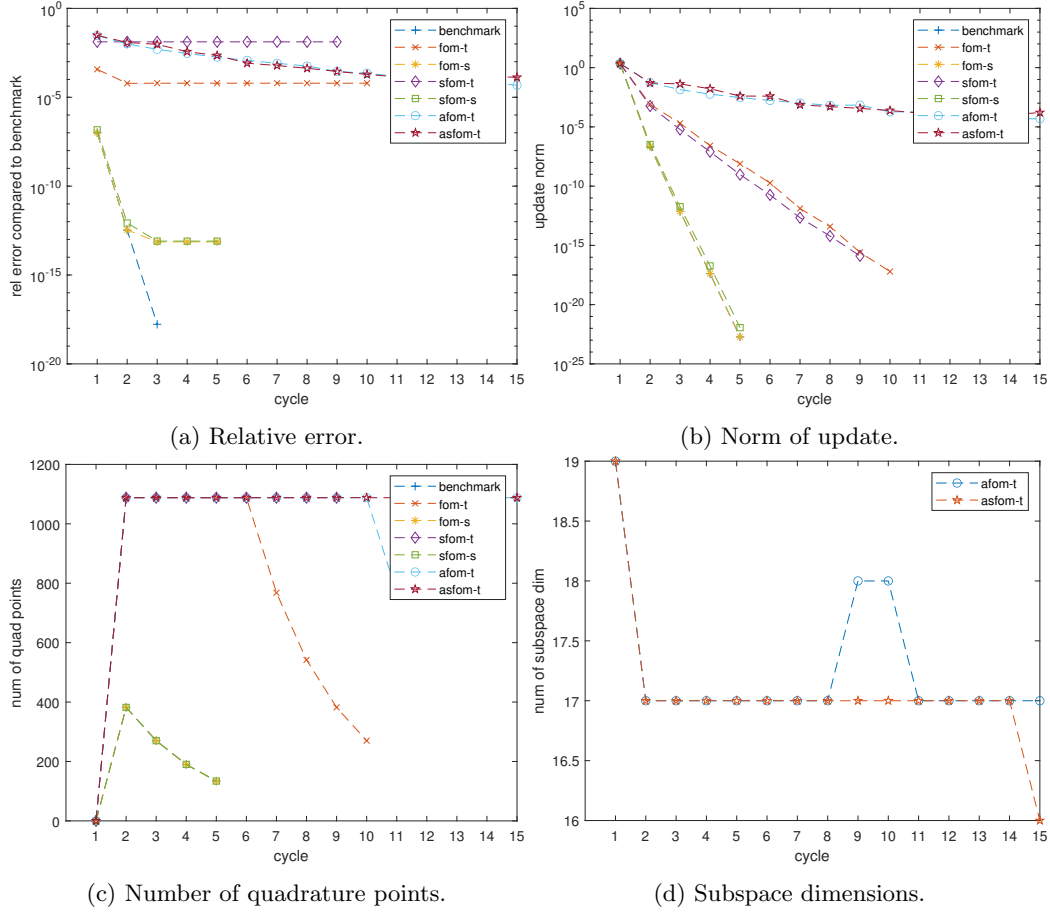 10^0
10^-5
10^-10
10^-15
10^-20
rel error compared to benchmark
1 2 3 4 5 6 7 8 9 10 11 12 13 14 15
cycle
benchmark
fom-t
fom-s
sfom-t
sfom-s
afom-t
asfom-t
(a) Relative error.
10^5
10^0
10^-5
10^-10
10^-15
10^-20
10^-25
update norm
1 2 3 4 5 6 7 8 9 10 11 12 13 14 15
cycle
benchmark
fom-t
fom-s
sfom-t
sfom-s
afom-t
asfom-t
(b) Norm of update.
1200
1000
800
600
400
200
0
num of quad points
1 2 3 4 5 6 7 8 9 10 11 12 13 14 15
cycle
benchmark
fom-t
fom-s
sfom-t
sfom-s
afom-t
asfom-t
(c) Number of quadrature points.
19
18.5
18
17.5
17
16.5
16
num of subspace dim
1 2 3 4 5 6 7 8 9 10 11 12 13 14 15
cycle
afom-t
asfom-t
(d) Subspace dimensions.